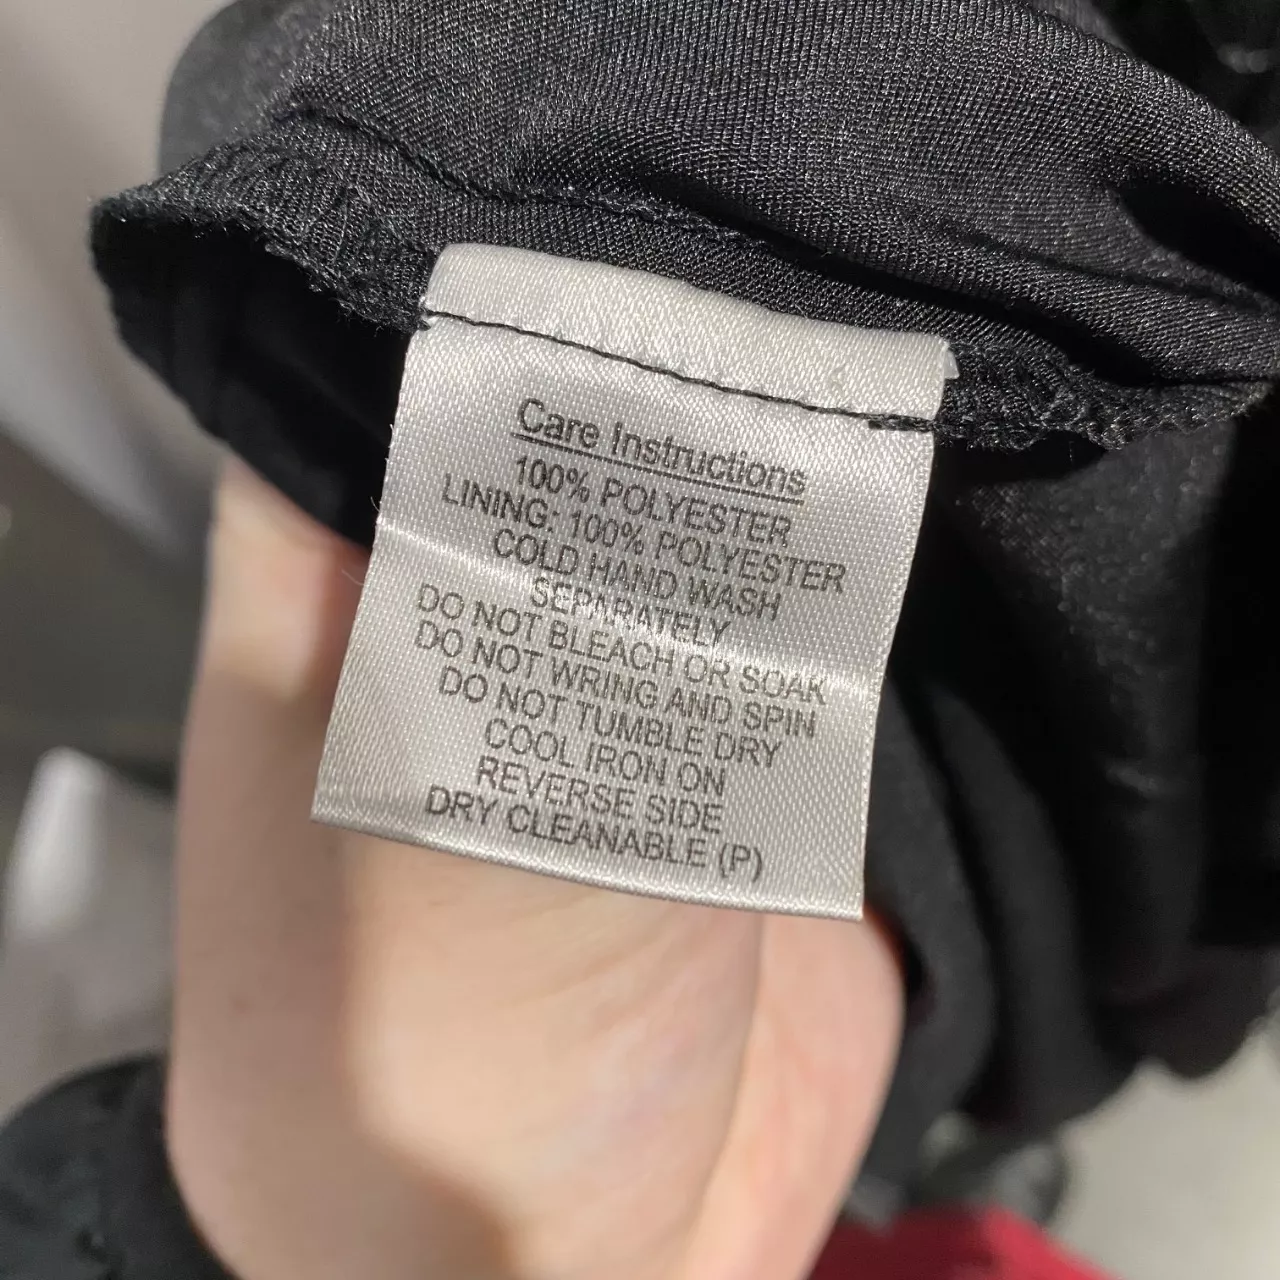 Care Instructions
100% POLYESTER
LINING: 100% POLYESTER
COLD HAND WASH
SEPARATELY
DO NOT BLEACH OR SOAK
DO NOT WRING AND SPIN
DO NOT TUMBLE DRY
COOL IRON ON
REVERSE SIDE
DRY CLEANABLE (P)